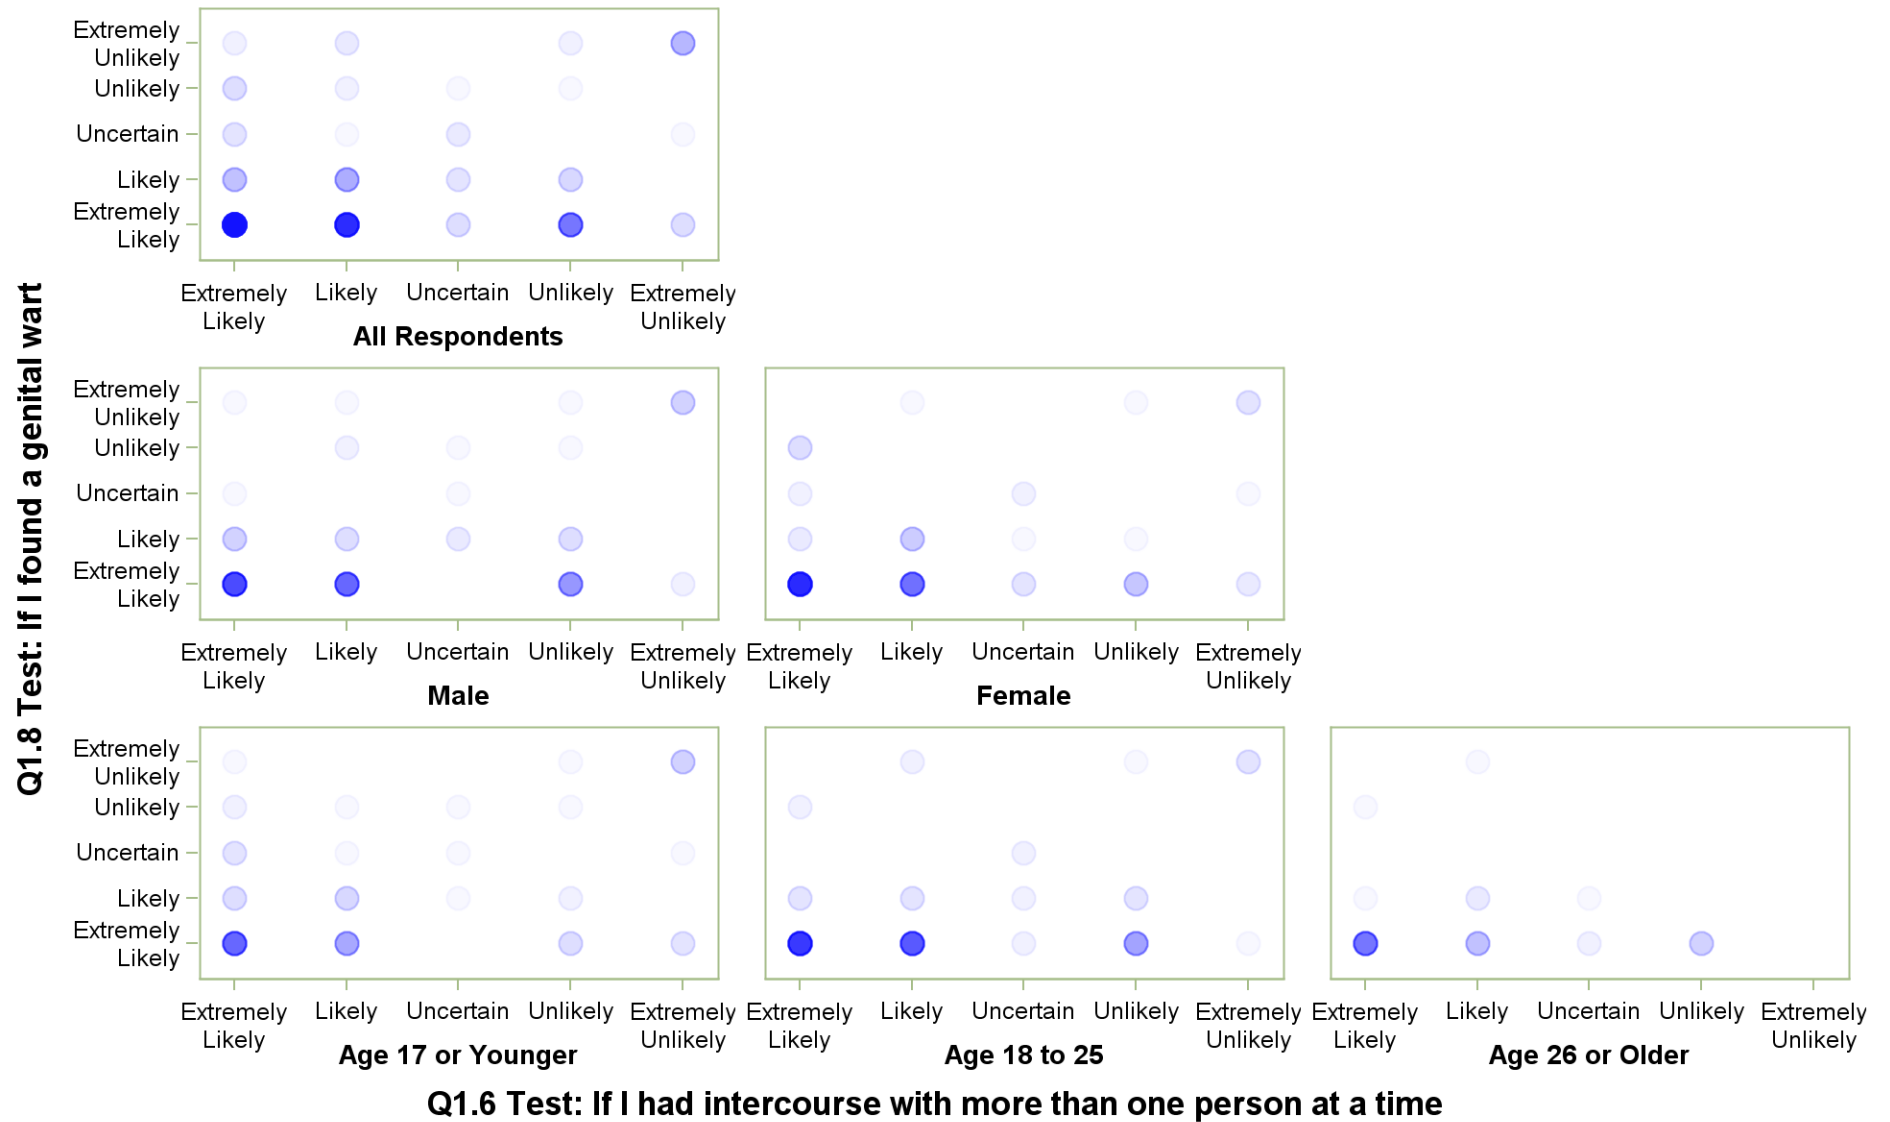 Extremely
Unlikely
Unlikely
Uncertain
Likely
Extremely
Likely
Extremely
Likely
Likely
Uncertain
Unlikely
Extremely
Unlikely
All Respondents
Q1.8 Test: If I found a genital wart
Extremely
Unlikely
Unlikely
Uncertain
Likely
Extremely
Likely
Extremely
Likely
Likely
Uncertain
Unlikely
Extremely
Unlikely
Male
Extremely
Likely
Likely
Uncertain
Unlikely
Extremely
Unlikely
Female
Extremely
Unlikely
Unlikely
Uncertain
Likely
Extremely
Likely
Extremely
Likely
Likely
Uncertain
Unlikely
Extremely
Unlikely
Age 17 or Younger
Extremely
Likely
Likely
Uncertain
Unlikely
Extremely
Unlikely
Age 18 to 25
Extremely
Likely
Likely
Uncertain
Unlikely
Extremely
Unlikely
Age 26 or Older
Q1.6 Test: If I had intercourse with more than one person at a time